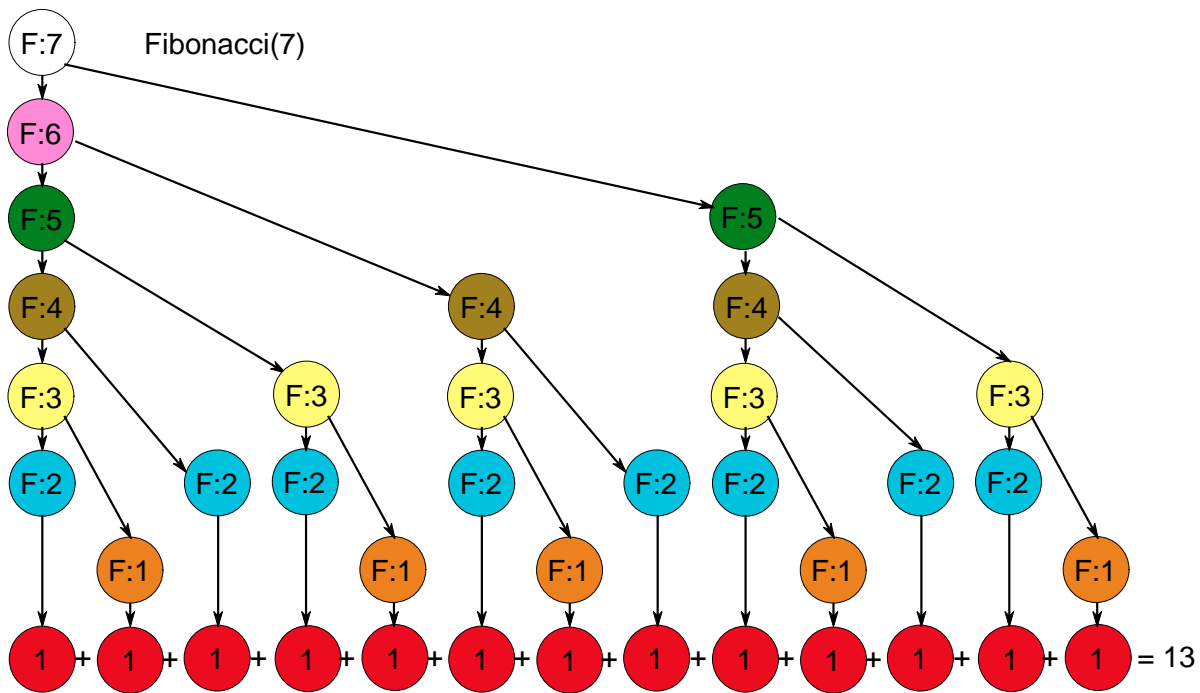 F:7 Fibonacci(7)
F:6
F:5 F:5
F:4 F:4 F:4
F:3 F:3 F:3 F:3 F:3
F:2 F:2 F:2 F:2 F:2 F:2 F:2 F:2
F:1 F:1 F:1 F:1 F:1
1 + 1 + 1 + 1 + 1 + 1 + 1 + 1 + 1 + 1 + 1 + 1 + 1 = 13